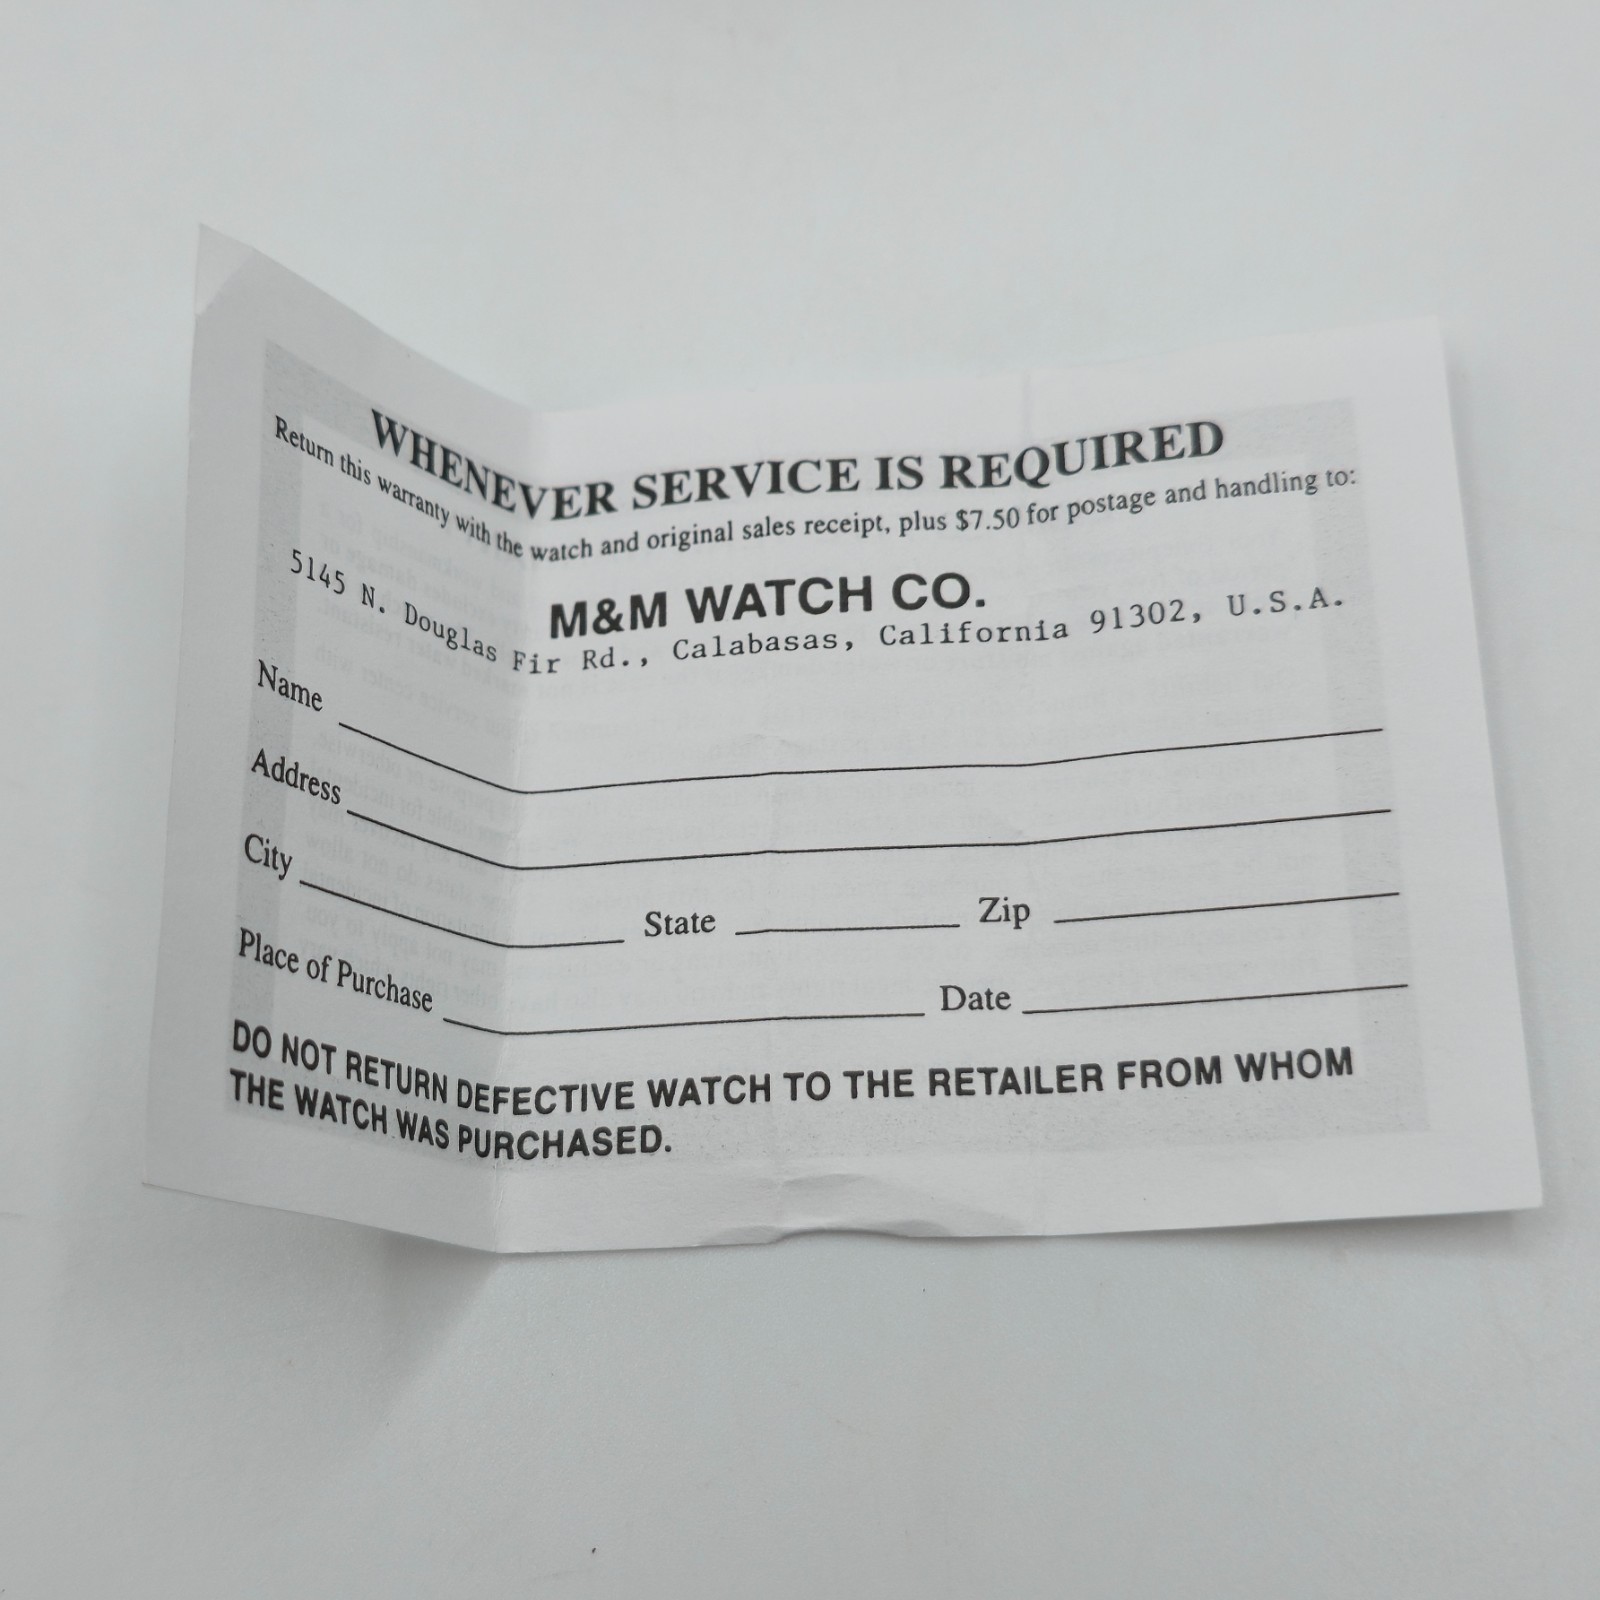 WHENEVER SERVICE IS REQUIRED
Return this warranty with the watch and original sales receipt, plus $7.50 for postage and handling to:
M&M WATCH CO.
5145 N. Douglas Fir Rd., Calabasas, California 91302, U.S.A.
Name
Address
City State Zip
Place of Purchase Date
DO NOT RETURN DEFECTIVE WATCH TO THE RETAILER FROM WHOM
THE WATCH WAS PURCHASED.